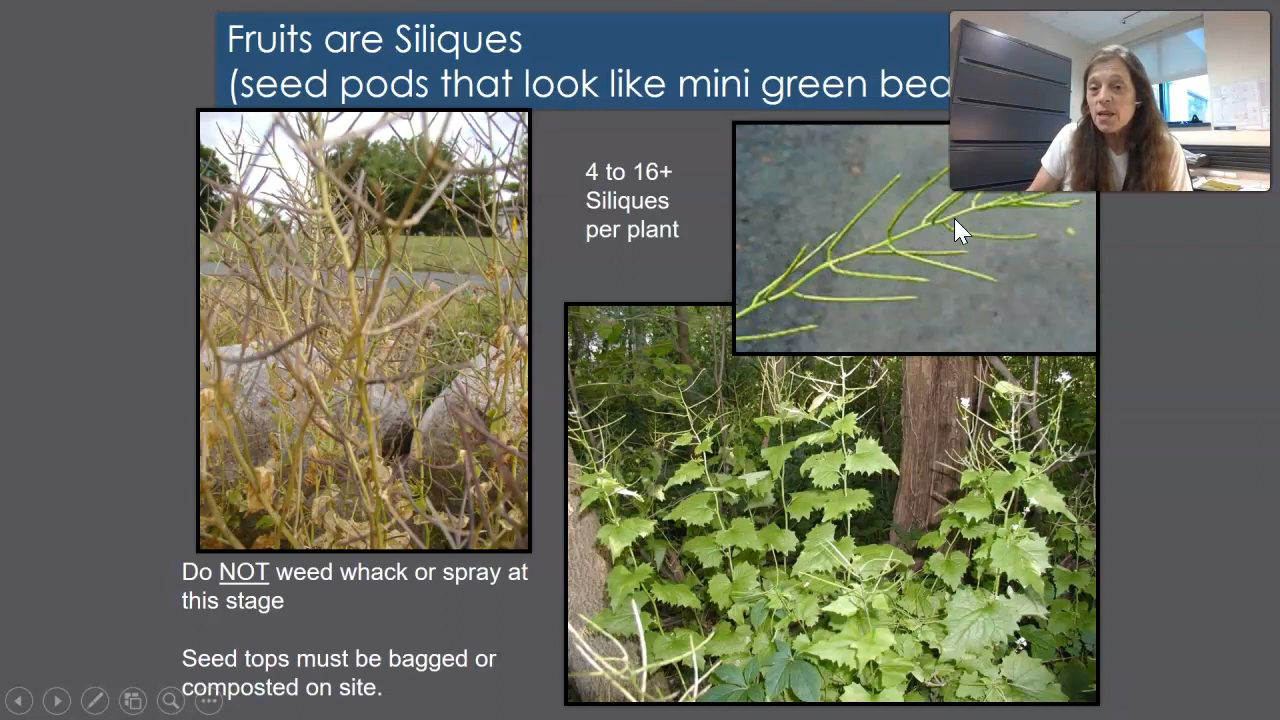 Fruits are Siliques
(seed pods that look like mini green bea
4 to 16+
Siliques
per plant
Do NOT weed whack or spray at
this stage
Seed tops must be bagged or
composted on site.